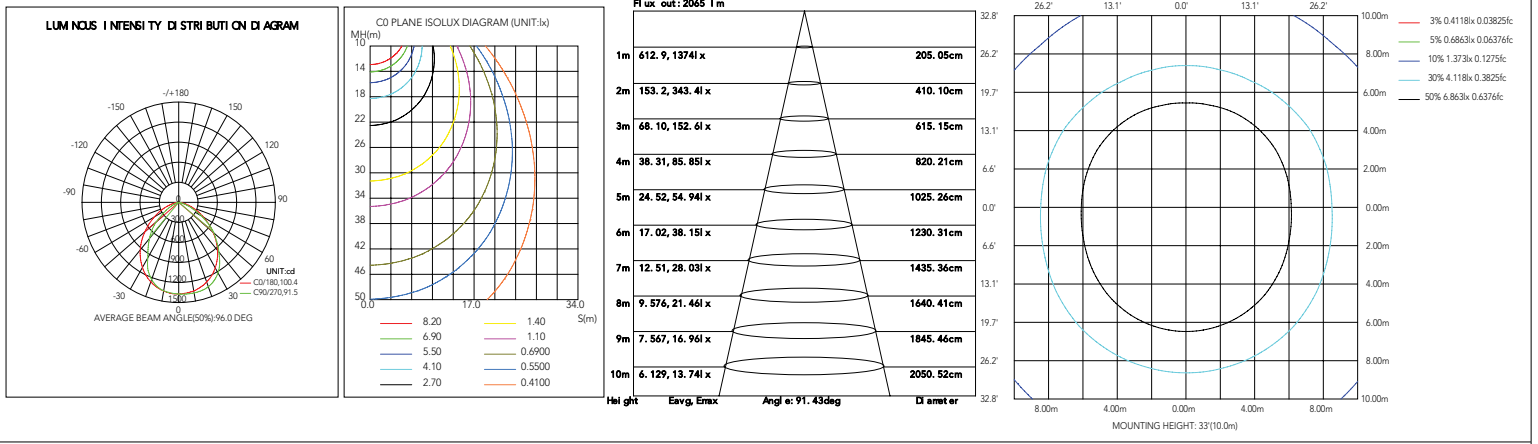 LUMINOUS INTENSITY DISTRIBUTION DIAGRAM
-/+180
-150
150
-120
120
-90
90
-60
60
-30
30
0
0
300
600
900
1200
1500
UNIT:cd
C0/180,100.4
C90/270,91.5
AVERAGE BEAM ANGLE(50%):96.0 DEG
C0 PLANE ISOLUX DIAGRAM (UNIT:lx)
MH(m)
10
14
18
22
26
30
34
38
42
46
50
0.0
17.0
34.0
S(m)
8.20
1.40
6.90
1.10
5.50
0.6900
4.10
0.5500
2.70
0.4100
Flux out:2065 lm
1m 612.9,1374lx 205.05cm
2m 153.2,343.4lx 410.10cm
3m 68.10,152.6lx 615.15cm
4m 38.31,85.85lx 820.21cm
5m 24.52,54.94lx 1025.26cm
6m 17.02,38.15lx 1230.31cm
7m 12.51,28.03lx 1435.36cm
8m 9.576,21.46lx 1640.41cm
9m 7.567,16.96lx 1845.46cm
10m 6.129,13.74lx 2050.52cm
Height Eavg,Emax Angle:91.43deg Diameter
26.2' 13.1' 0.0' 13.1' 26.2'
32.8'
26.2'
19.7'
13.1'
6.6'
0.0'
6.6'
13.1'
19.7'
26.2'
32.8'
10.00m
8.00m
6.00m
4.00m
2.00m
0.00m
2.00m
4.00m
6.00m
8.00m
10.00m
8.00m 4.00m 0.00m 4.00m 8.00m
MOUNTING HEIGHT: 33'(10.0m)
3% 0.4118lx 0.03825fc
5% 0.6863lx 0.06376fc
10% 1.373lx 0.1275fc
30% 4.118lx 0.3825fc
50% 6.863lx 0.6376fc